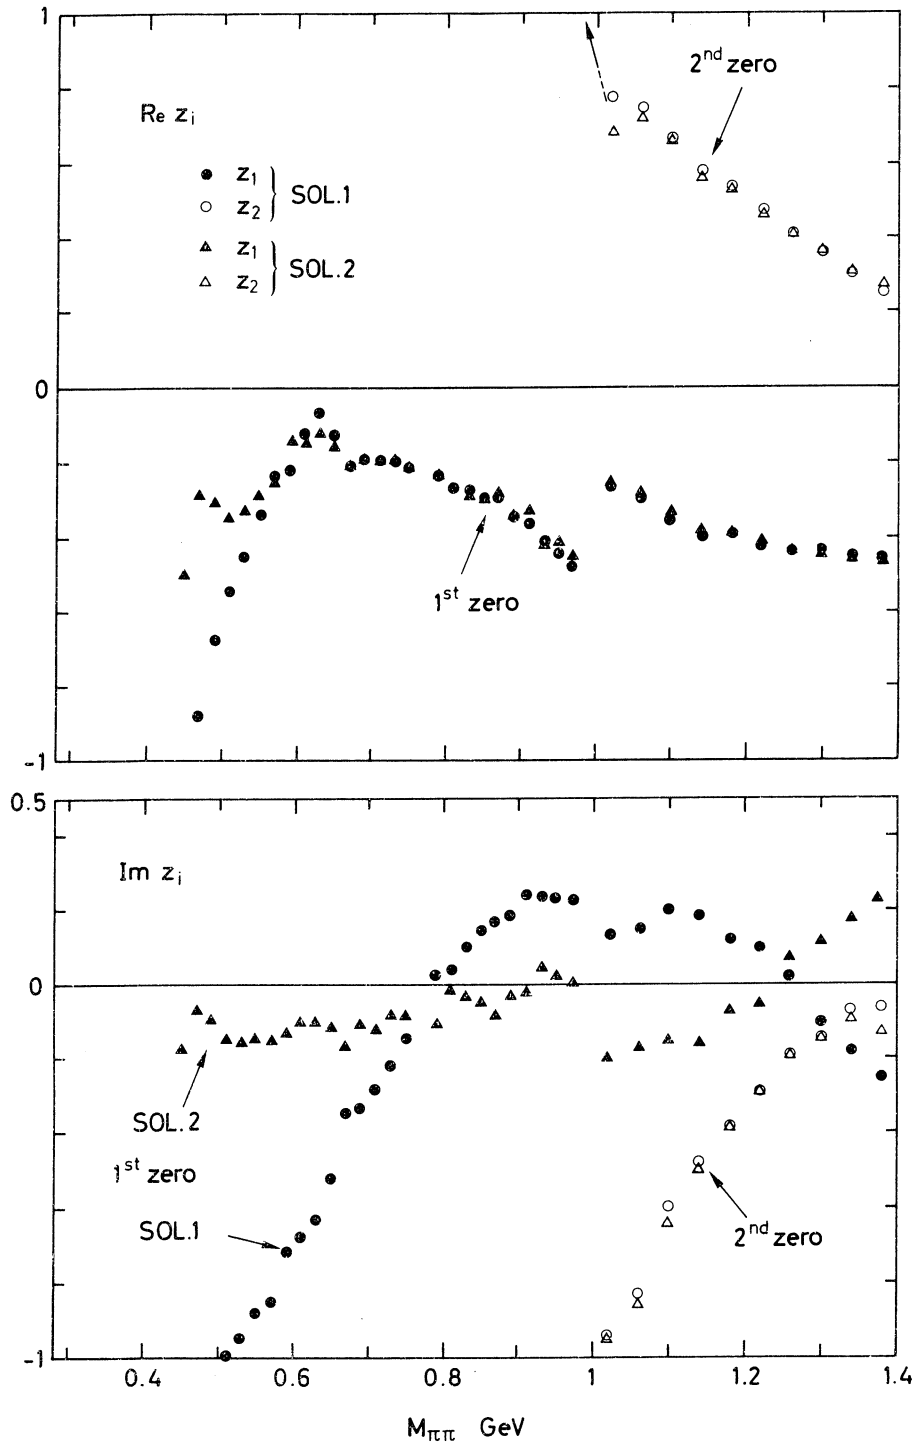 1
Re zᵢ
2ⁿᵈ zero
z₁
SOL.1
z₂
z₁
SOL.2
z₂
0
1ˢᵗ zero
-1
0.5
Im zᵢ
0
SOL.2
1ˢᵗ zero
SOL.1
2ⁿᵈ zero
-1
0.4 0.6 0.8 1 1.2 1.4
Mππ GeV